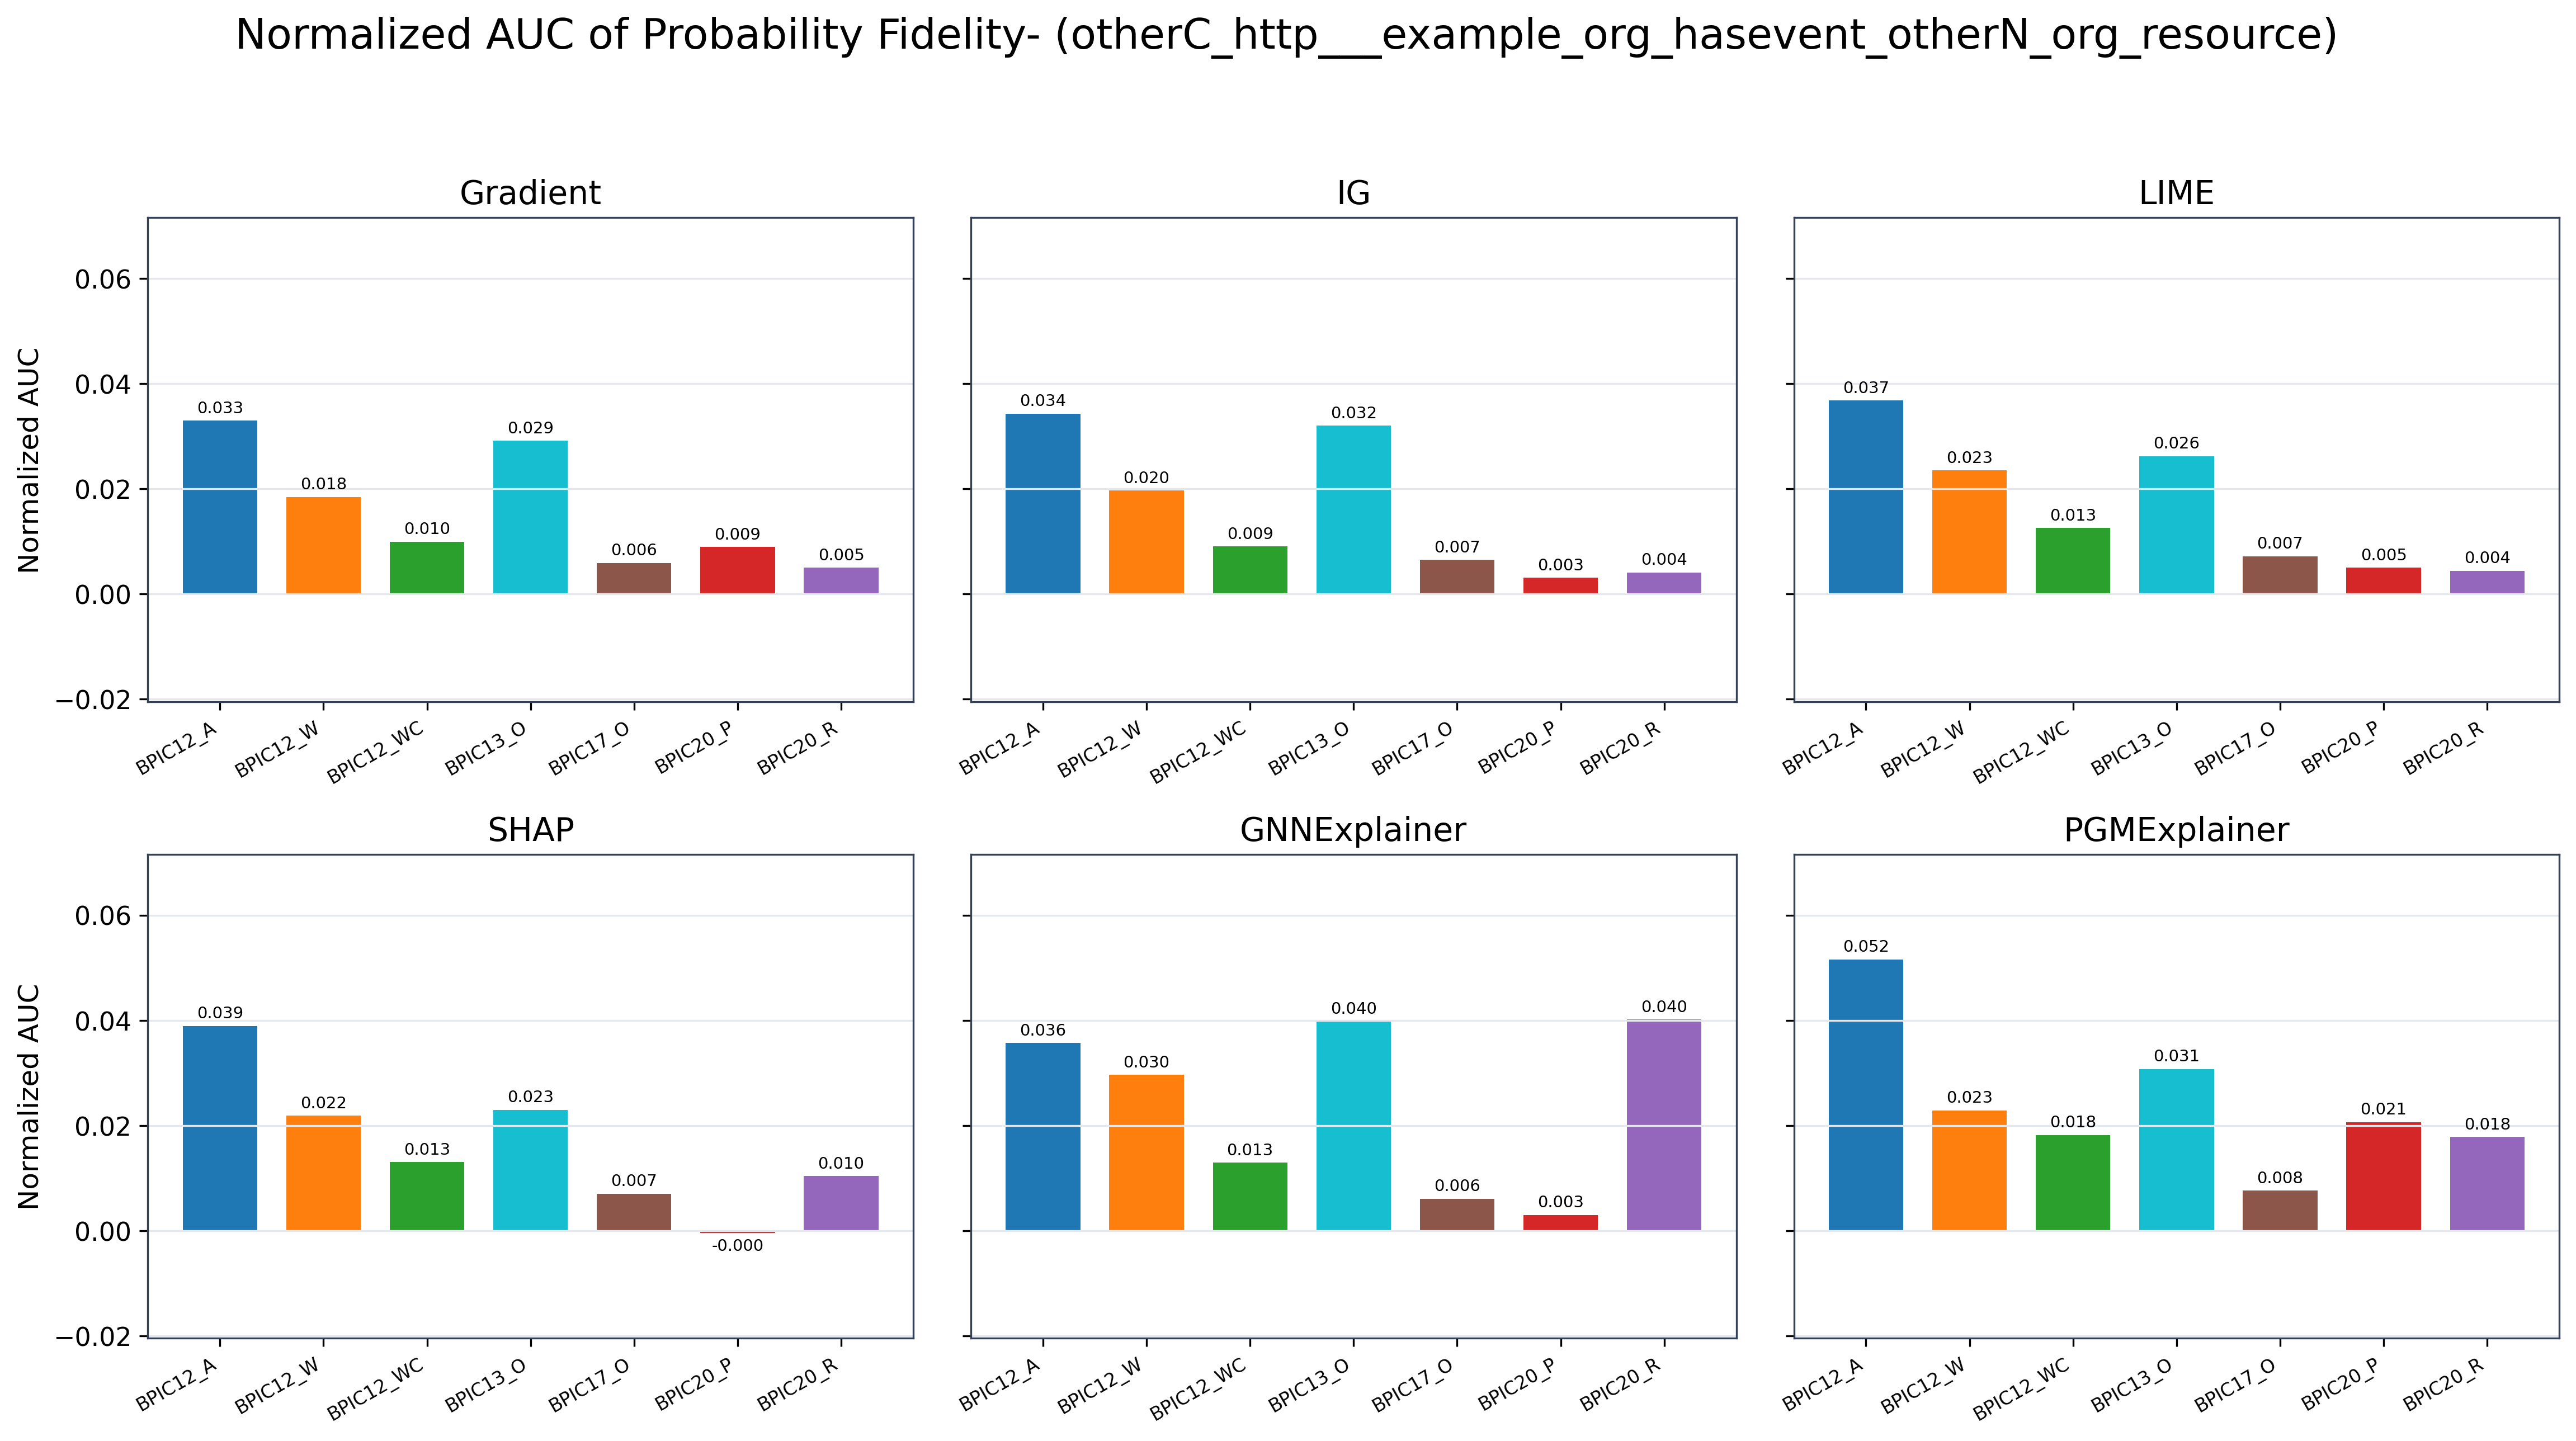 Normalized AUC of Probability Fidelity- (otherC_http___example_org_hasevent_otherN_org_resource)
Gradient
Normalized AUC
0.06
0.04
0.02
0.00
−0.02
0.033
0.018
0.010
0.029
0.006
0.009
0.005
BPIC12_A
BPIC12_W
BPIC12_WC
BPIC13_O
BPIC17_O
BPIC20_P
BPIC20_R
IG
0.034
0.020
0.009
0.032
0.007
0.003
0.004
BPIC12_A
BPIC12_W
BPIC12_WC
BPIC13_O
BPIC17_O
BPIC20_P
BPIC20_R
LIME
0.037
0.023
0.013
0.026
0.007
0.005
0.004
BPIC12_A
BPIC12_W
BPIC12_WC
BPIC13_O
BPIC17_O
BPIC20_P
BPIC20_R
SHAP
Normalized AUC
0.06
0.04
0.02
0.00
−0.02
0.039
0.022
0.013
0.023
0.007
-0.000
0.010
BPIC12_A
BPIC12_W
BPIC12_WC
BPIC13_O
BPIC17_O
BPIC20_P
BPIC20_R
GNNExplainer
0.036
0.030
0.013
0.040
0.006
0.003
0.040
BPIC12_A
BPIC12_W
BPIC12_WC
BPIC13_O
BPIC17_O
BPIC20_P
BPIC20_R
PGMExplainer
0.052
0.023
0.018
0.031
0.008
0.021
0.018
BPIC12_A
BPIC12_W
BPIC12_WC
BPIC13_O
BPIC17_O
BPIC20_P
BPIC20_R